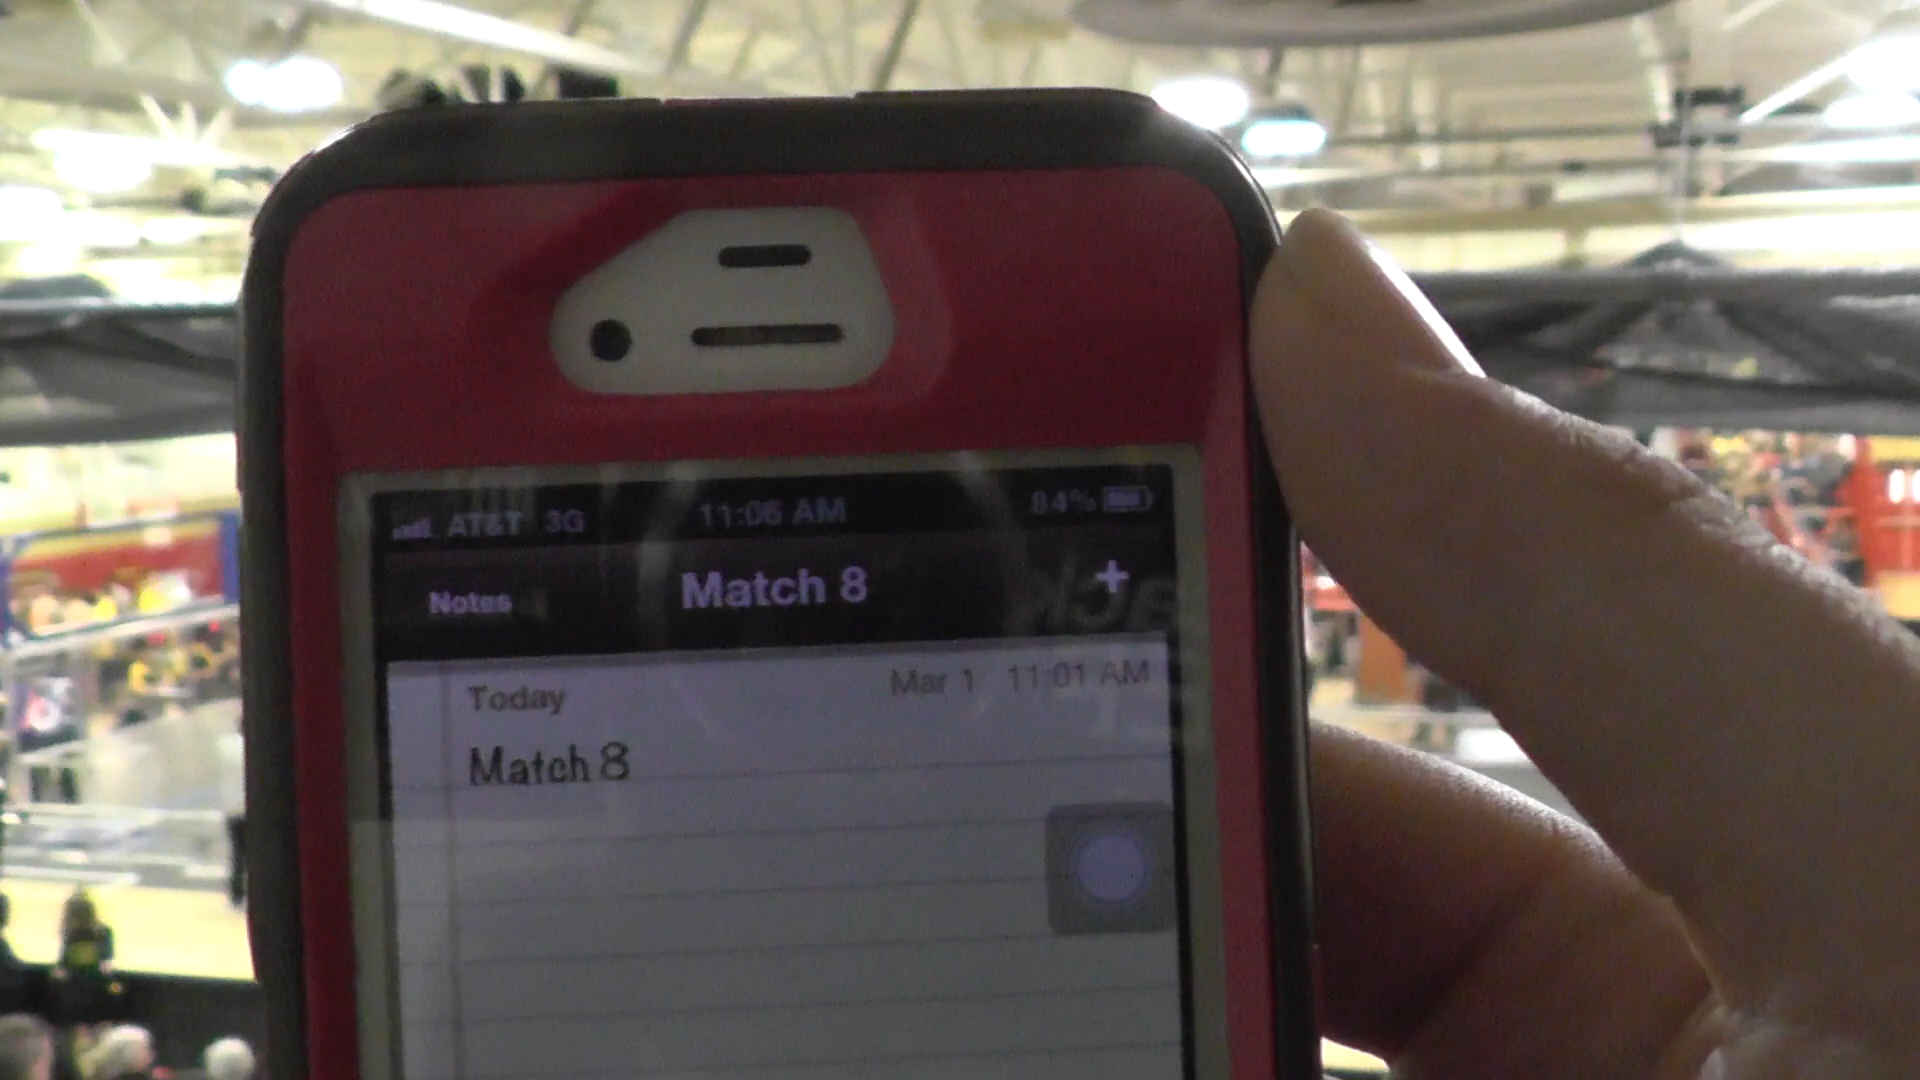 AT&T 3G 11:06 AM 84%
Notes Match 8 +
Today Mar 1 11:01 AM
Match 8